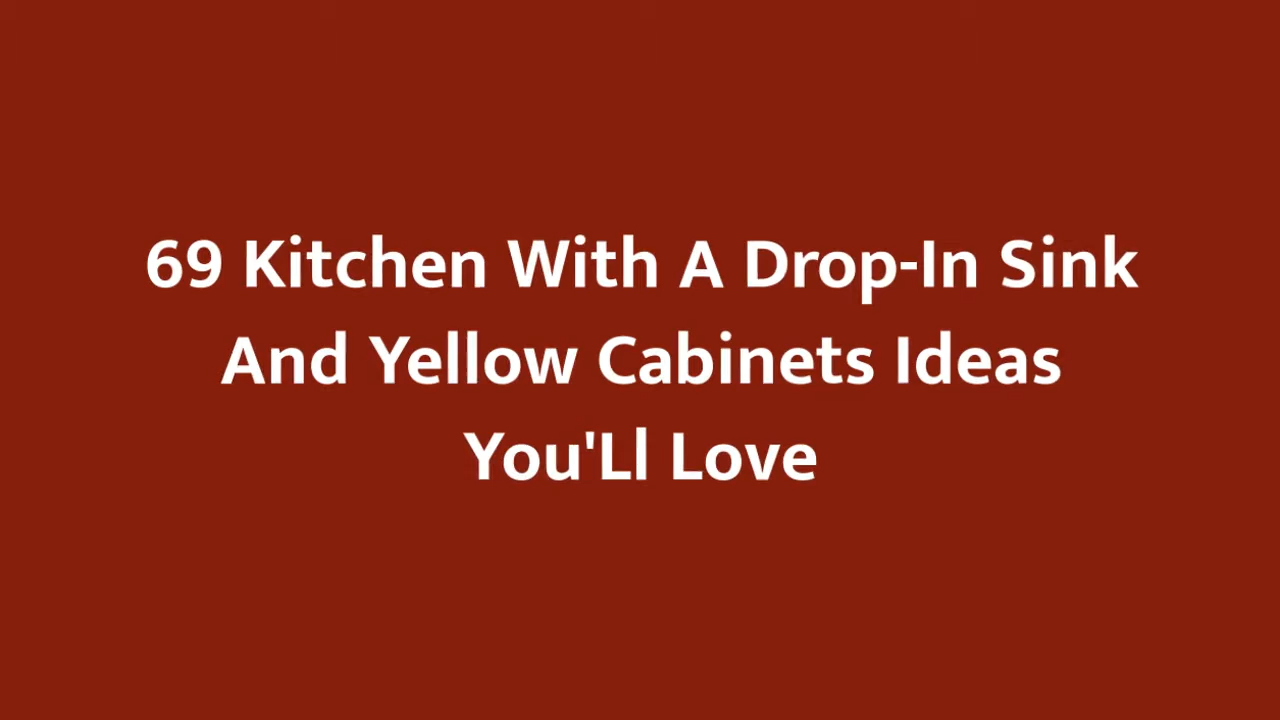 69 Kitchen With A Drop-In Sink
And Yellow Cabinets Ideas
You'Ll Love